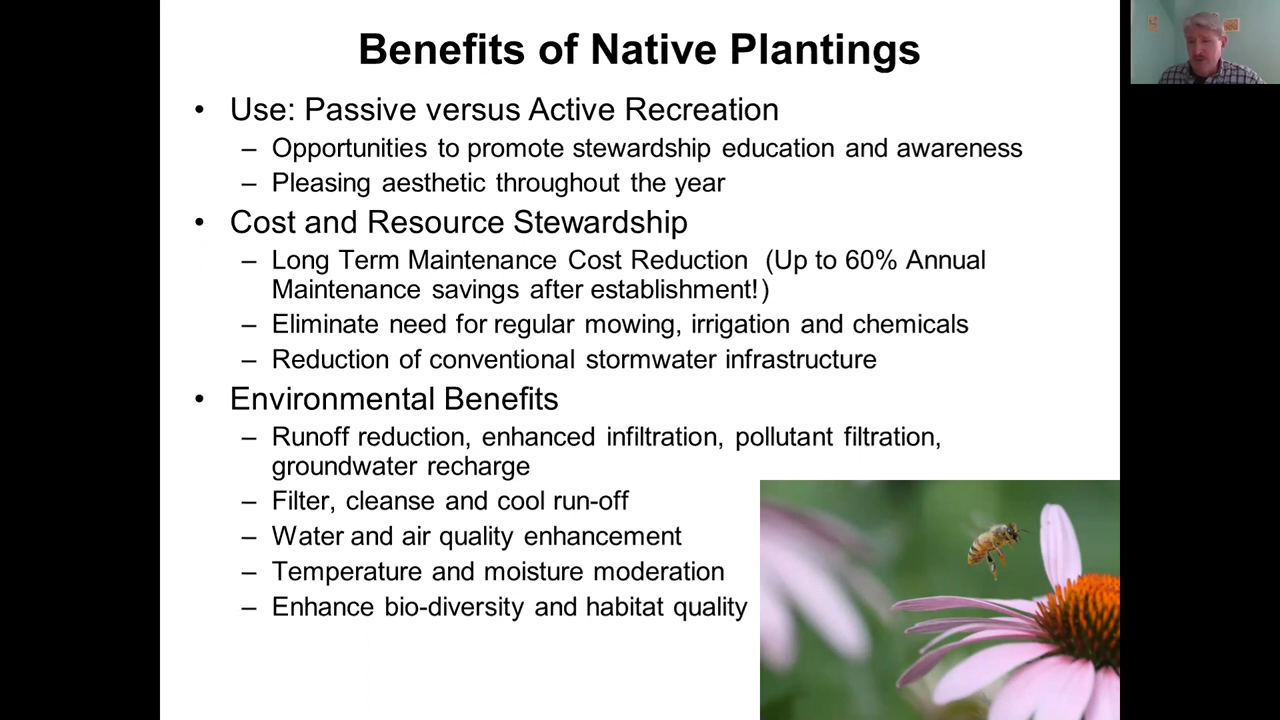 Benefits of Native Plantings
• Use: Passive versus Active Recreation
– Opportunities to promote stewardship education and awareness
– Pleasing aesthetic throughout the year
• Cost and Resource Stewardship
– Long Term Maintenance Cost Reduction (Up to 60% Annual
Maintenance savings after establishment!)
– Eliminate need for regular mowing, irrigation and chemicals
– Reduction of conventional stormwater infrastructure
• Environmental Benefits
– Runoff reduction, enhanced infiltration, pollutant filtration,
groundwater recharge
– Filter, cleanse and cool run-off
– Water and air quality enhancement
– Temperature and moisture moderation
– Enhance bio-diversity and habitat quality